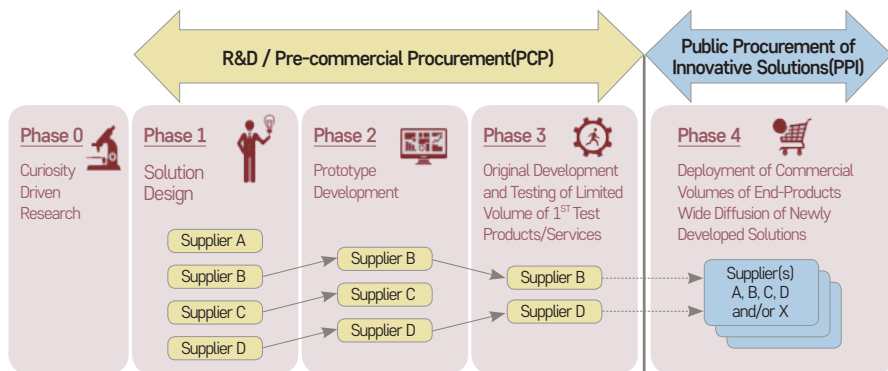 R&D / Pre-commercial Procurement(PCP)
Public Procurement of
Innovative Solutions(PPI)
Phase 0
Curiosity
Driven
Research
Phase 1
Solution
Design
Supplier A
Supplier B
Supplier C
Supplier D
Phase 2
Prototype
Development
Supplier B
Supplier C
Supplier D
Phase 3
Original Development
and Testing of Limited
Volume of 1ST Test
Products/Services
Supplier B
Supplier D
Phase 4
Deployment of Commercial
Volumes of End-Products
Wide Diffusion of Newly
Developed Solutions
Supplier(s)
A, B, C, D
and/or X